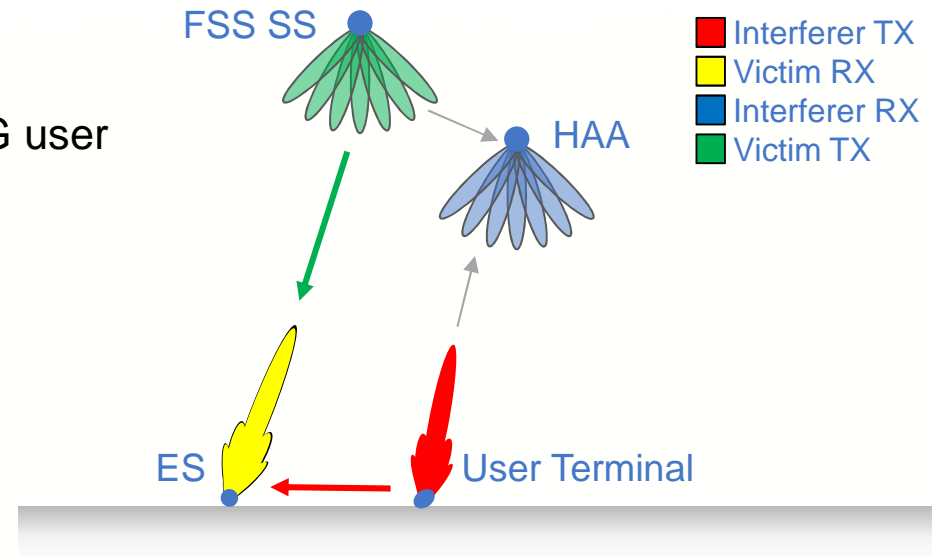 FSS SS
Interferer TX
Victim RX
Interferer RX
Victim TX
user
HAA
ES
User Terminal